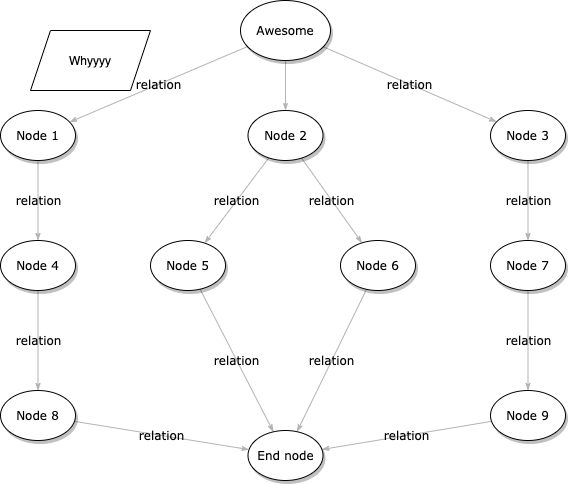 Awesome
Whyyyy
relation
relation
Node 1
Node 2
Node 3
relation
relation
relation
relation
Node 4
Node 5
Node 6
Node 7
relation
relation
relation
relation
Node 8
Node 9
relation
relation
End node